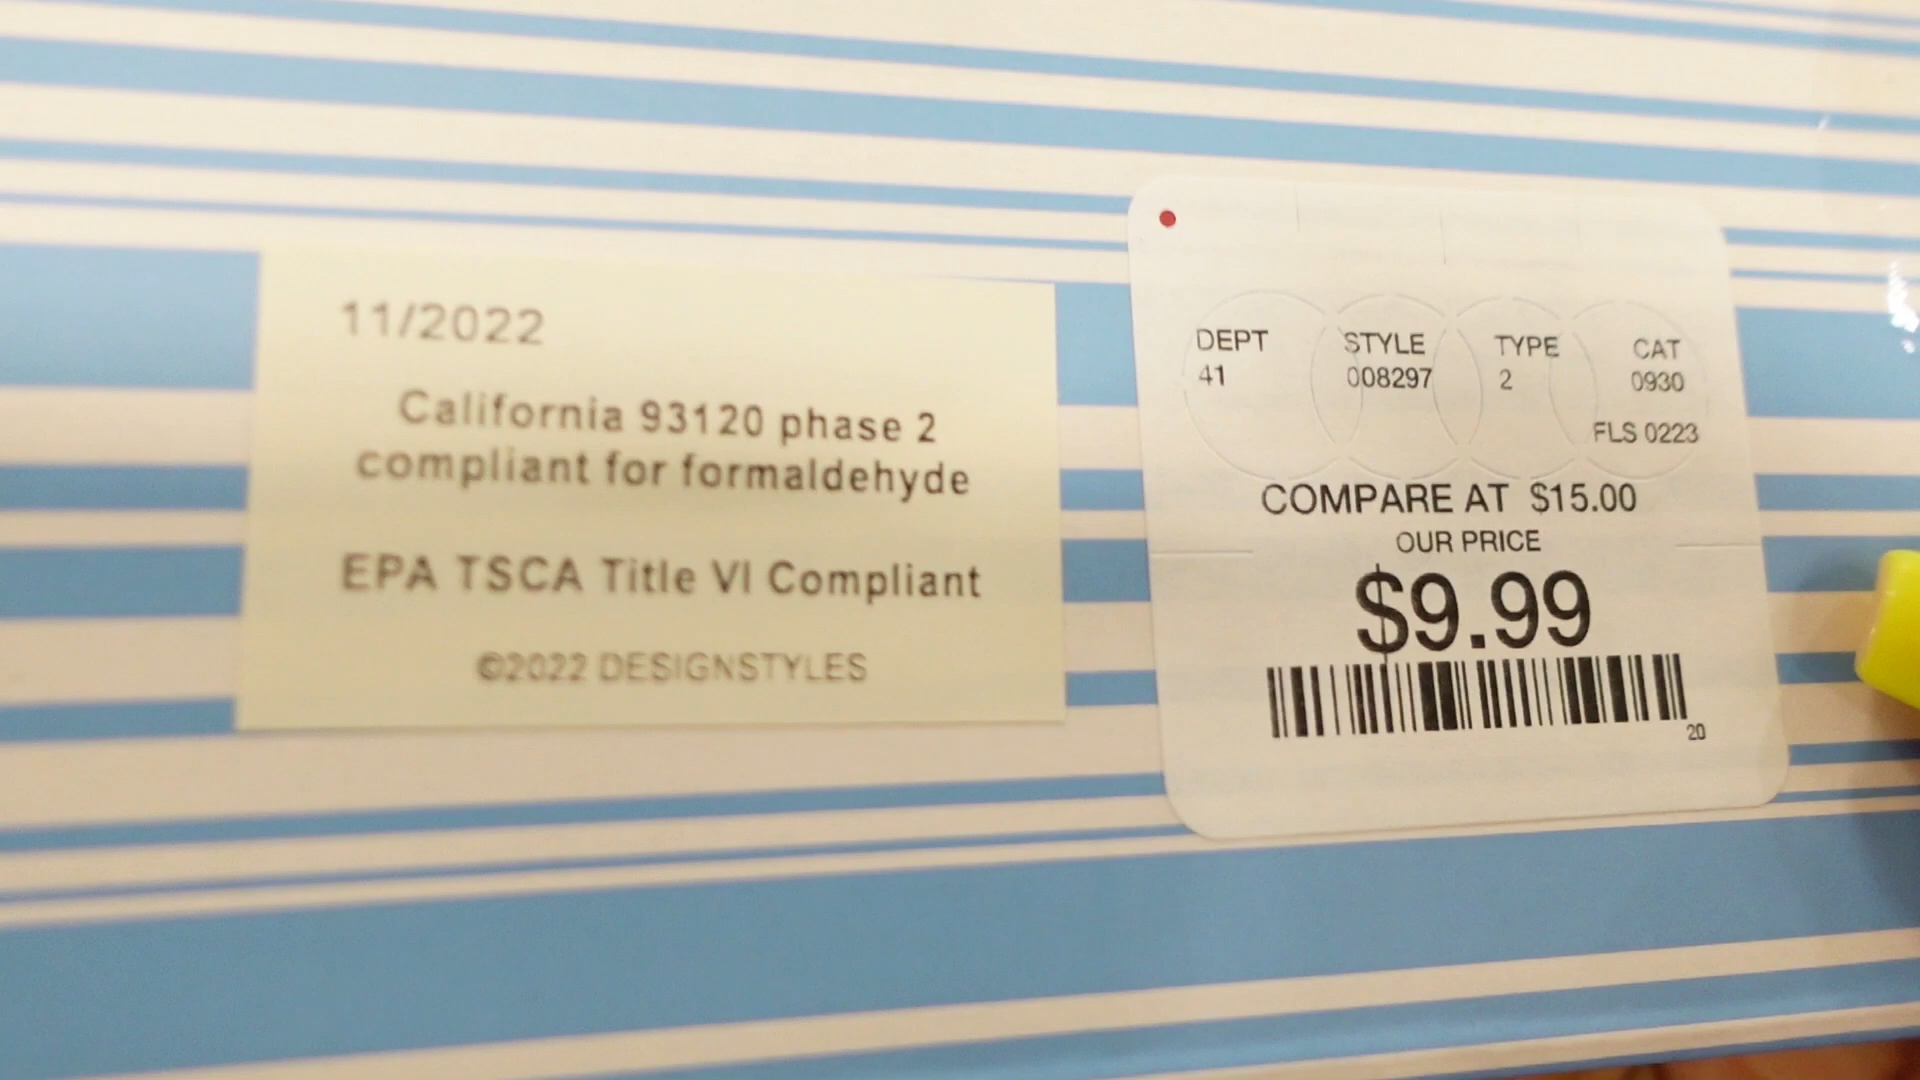 11/2022
California 93120 phase 2
compliant for formaldehyde
EPA TSCA Title VI Compliant
©2022 DESIGNSTYLES
DEPT STYLE TYPE CAT
41 008297 2 0930
FLS 0223
COMPARE AT $15.00
OUR PRICE
$9.99
20